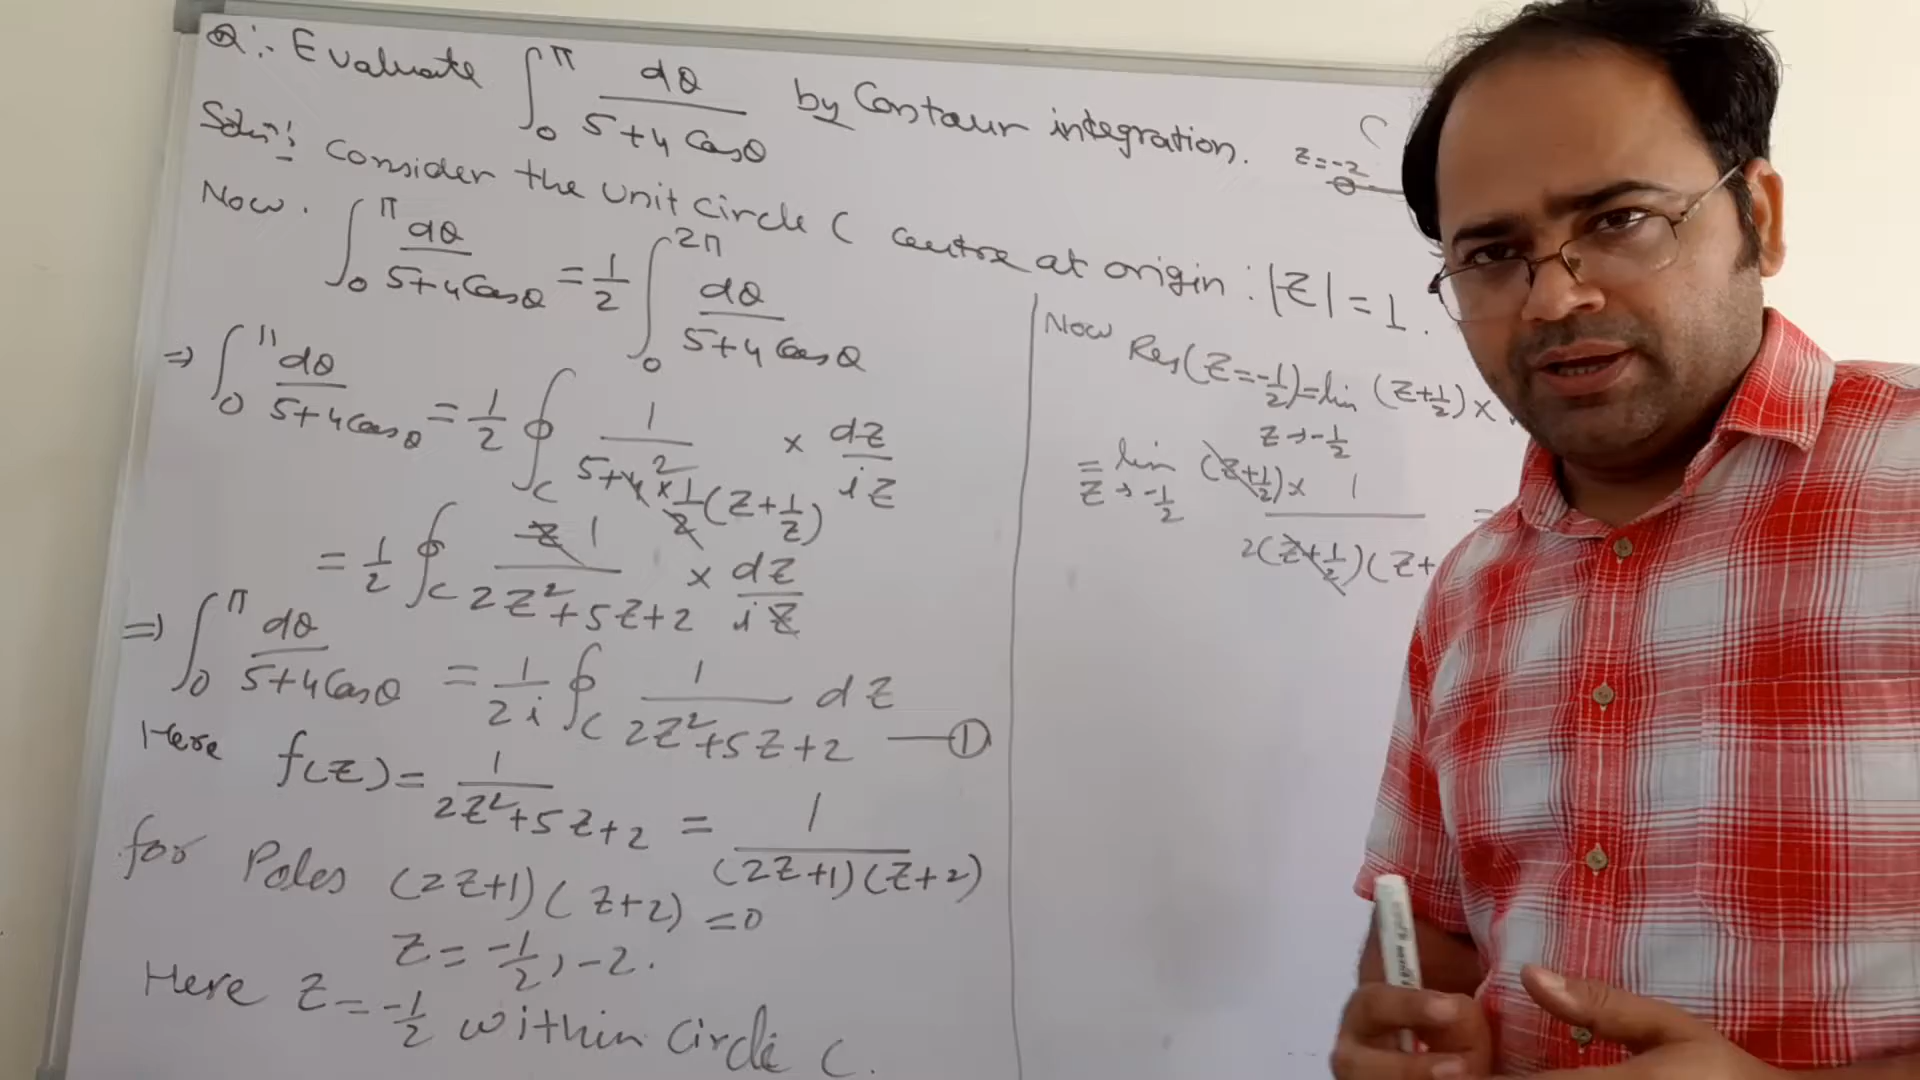 Q:- Evaluate ∫₀^π dθ/(5+4 Cosθ) by Contour integration.
Soln: Consider the unit circle C centre at origin : |z| = 1.
Now. ∫₀^π dθ/(5+4Cosθ) = 1/2 ∫₀^2π dθ/(5+4 Cosθ)
⇒ ∫₀^π dθ/(5+4Cosθ) = 1/2 ∮_C 1/(5+4² × 1/2 (z+1/z)) × dz/iz
= 1/2 ∮_C z 1/(2z²+5z+2) × dz/iz
⇒ ∫₀^π dθ/(5+4Cosθ) = 1/2i ∮_C 1/(2z²+5z+2) dz —①
Here f(z) = 1/(2z²+5z+2) = 1/((2z+1)(z+2))
for Poles (2z+1)(z+2) = 0
z = -1/2, -2.
Here z = -1/2 within circle C.
C
z=-2
Now Res(z=-1/2) = lim z→-1/2 (z+1/2) ×
= lim z→-1/2 (z+1/2) × 1/(2(z+1/2)(z+ =